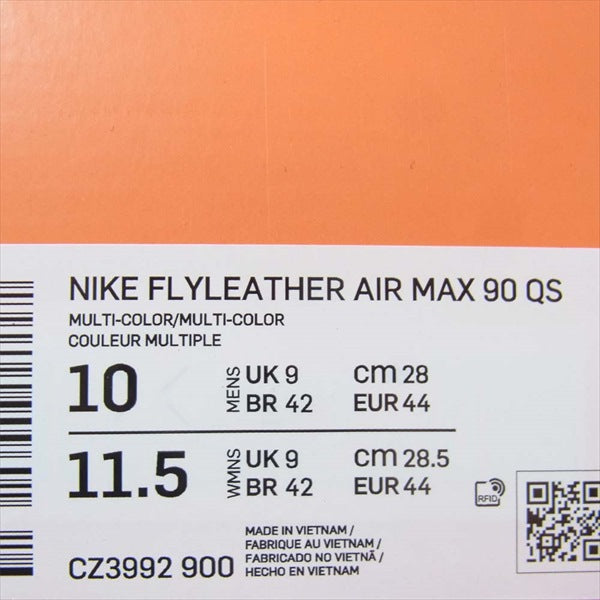 NIKE FLYLEATHER AIR MAX 90 QS
MULTI-COLOR/MULTI-COLOR
COULEUR MULTIPLE
10 MENS UK 9 cm 28
BR 42 EUR 44
11.5 WMNS UK 9 cm 28.5
BR 42 EUR 44
RFID
CZ3992 900
MADE IN VIETNAM /
FABRIQUE AU VIETNAM /
FABRICADO NO VIETNÃ /
HECHO EN VIETNAM